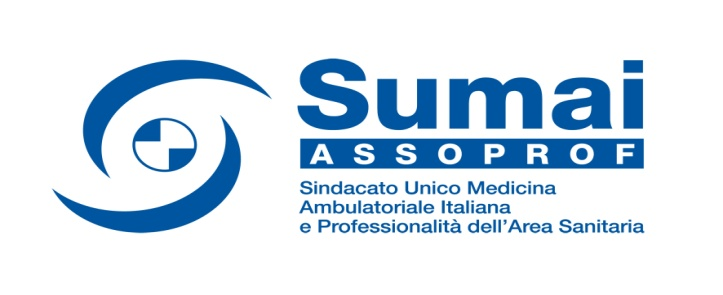 Sumai
ASSOPROF
Sindacato Unico Medicina
Ambulatoriale Italiana
e Professionalità dell'Area Sanitaria